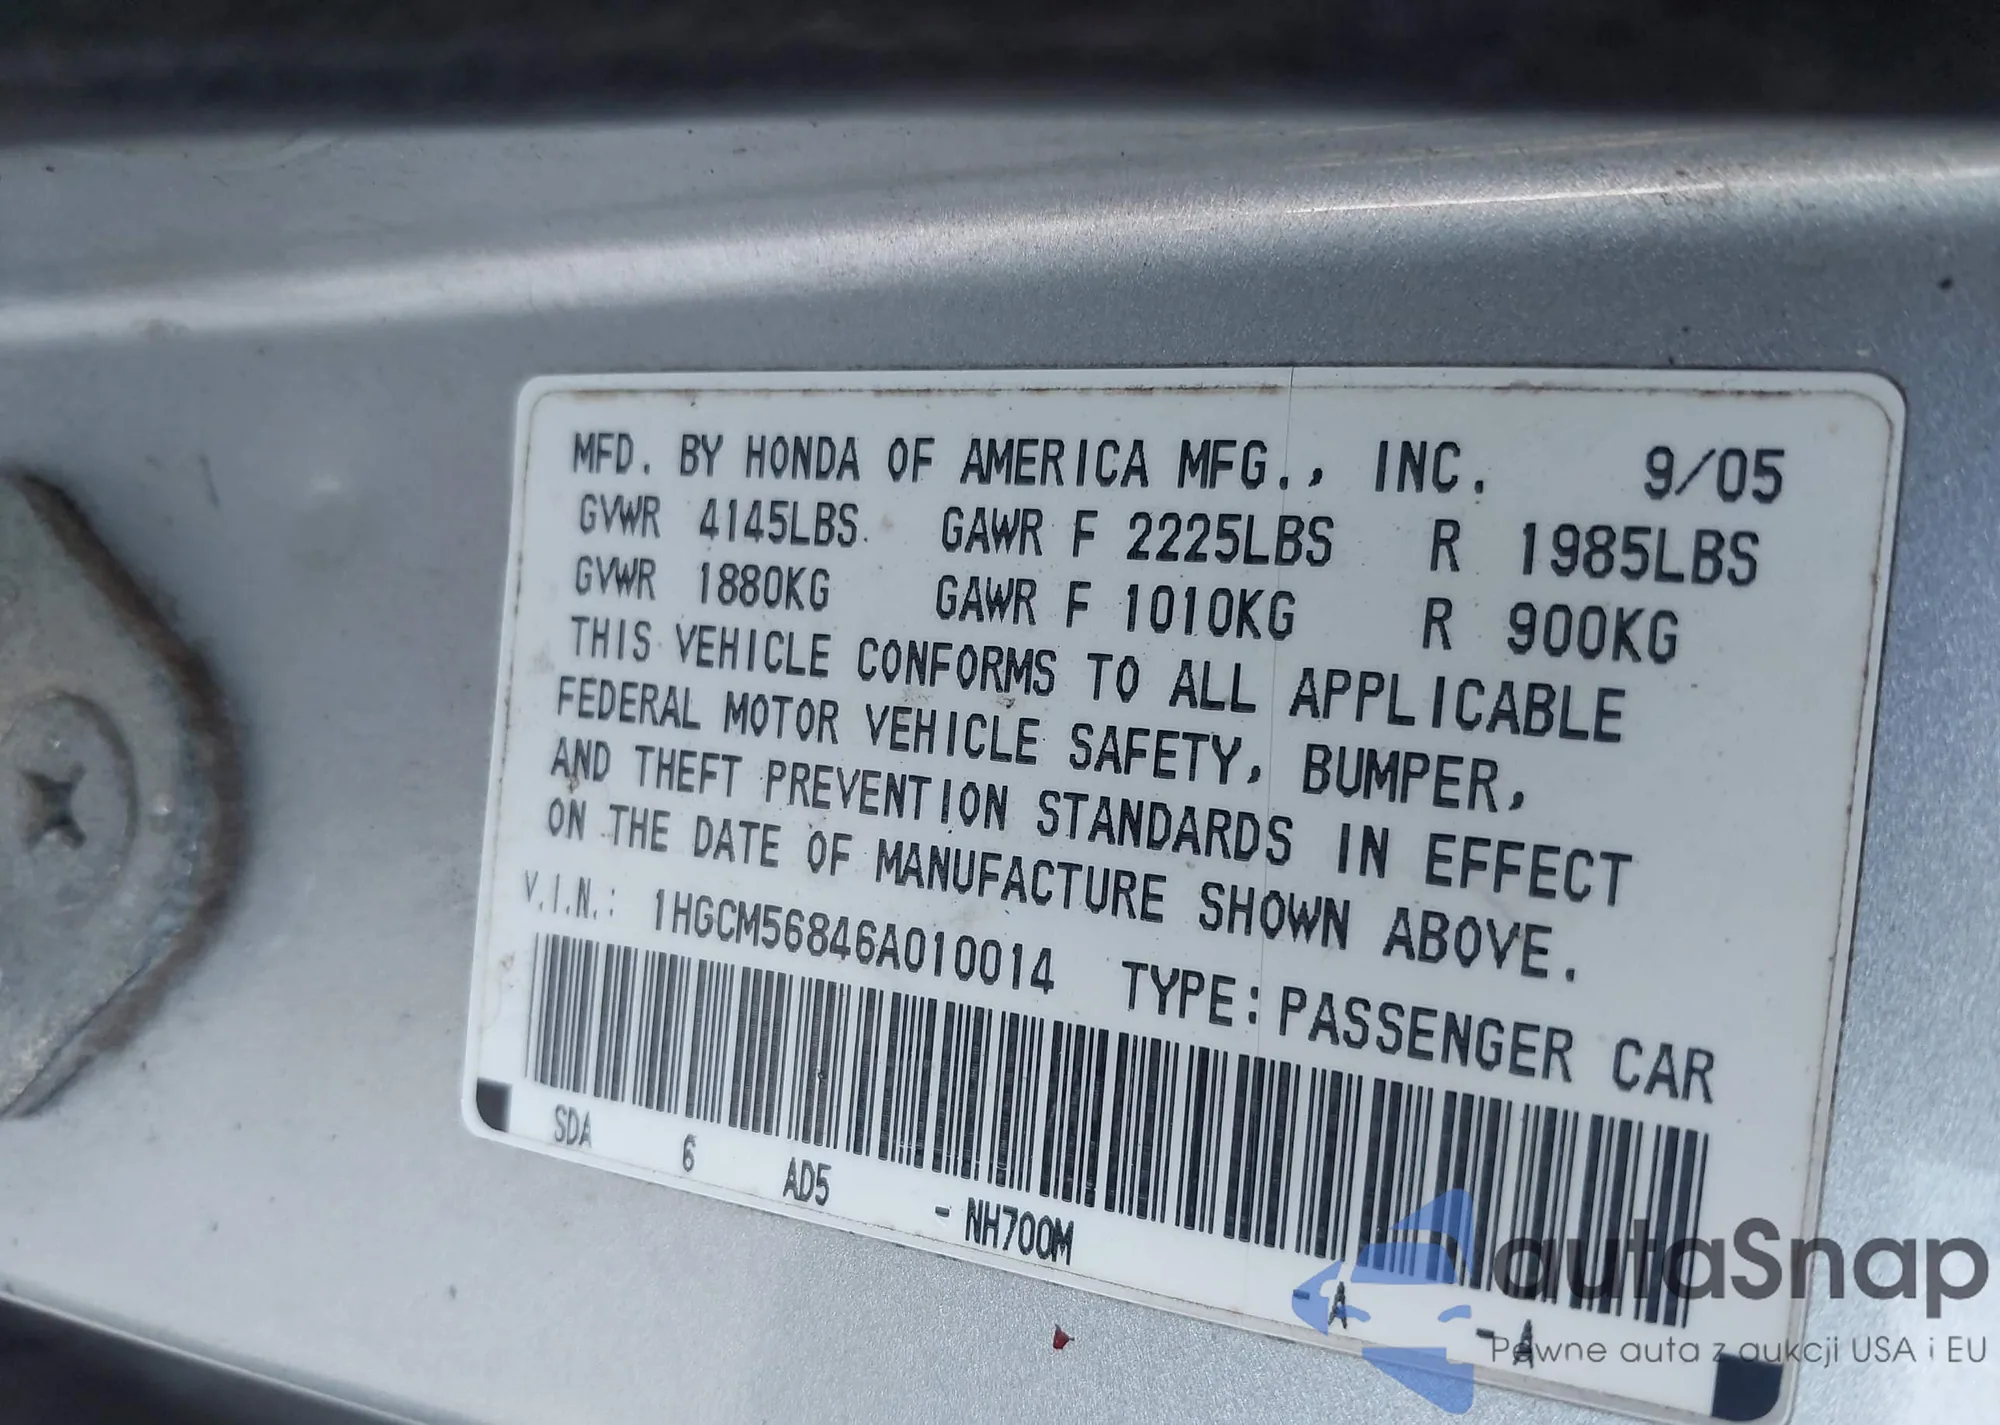 MFD. BY HONDA OF AMERICA MFG., INC. 9/05
GVWR 4145LBS GAWR F 2225LBS R 1985LBS
GVWR 1880KG GAWR F 1010KG R 900KG
THIS VEHICLE CONFORMS TO ALL APPLICABLE
FEDERAL MOTOR VEHICLE SAFETY, BUMPER,
AND THEFT PREVENTION STANDARDS IN EFFECT
ON THE DATE OF MANUFACTURE SHOWN ABOVE.
V.I.N.: 1HGCM56846A010014 TYPE: PASSENGER CAR
SDA 6 AD5 - NH700M - A - A
autaSnap
Pewne auta z aukcji USA i EU